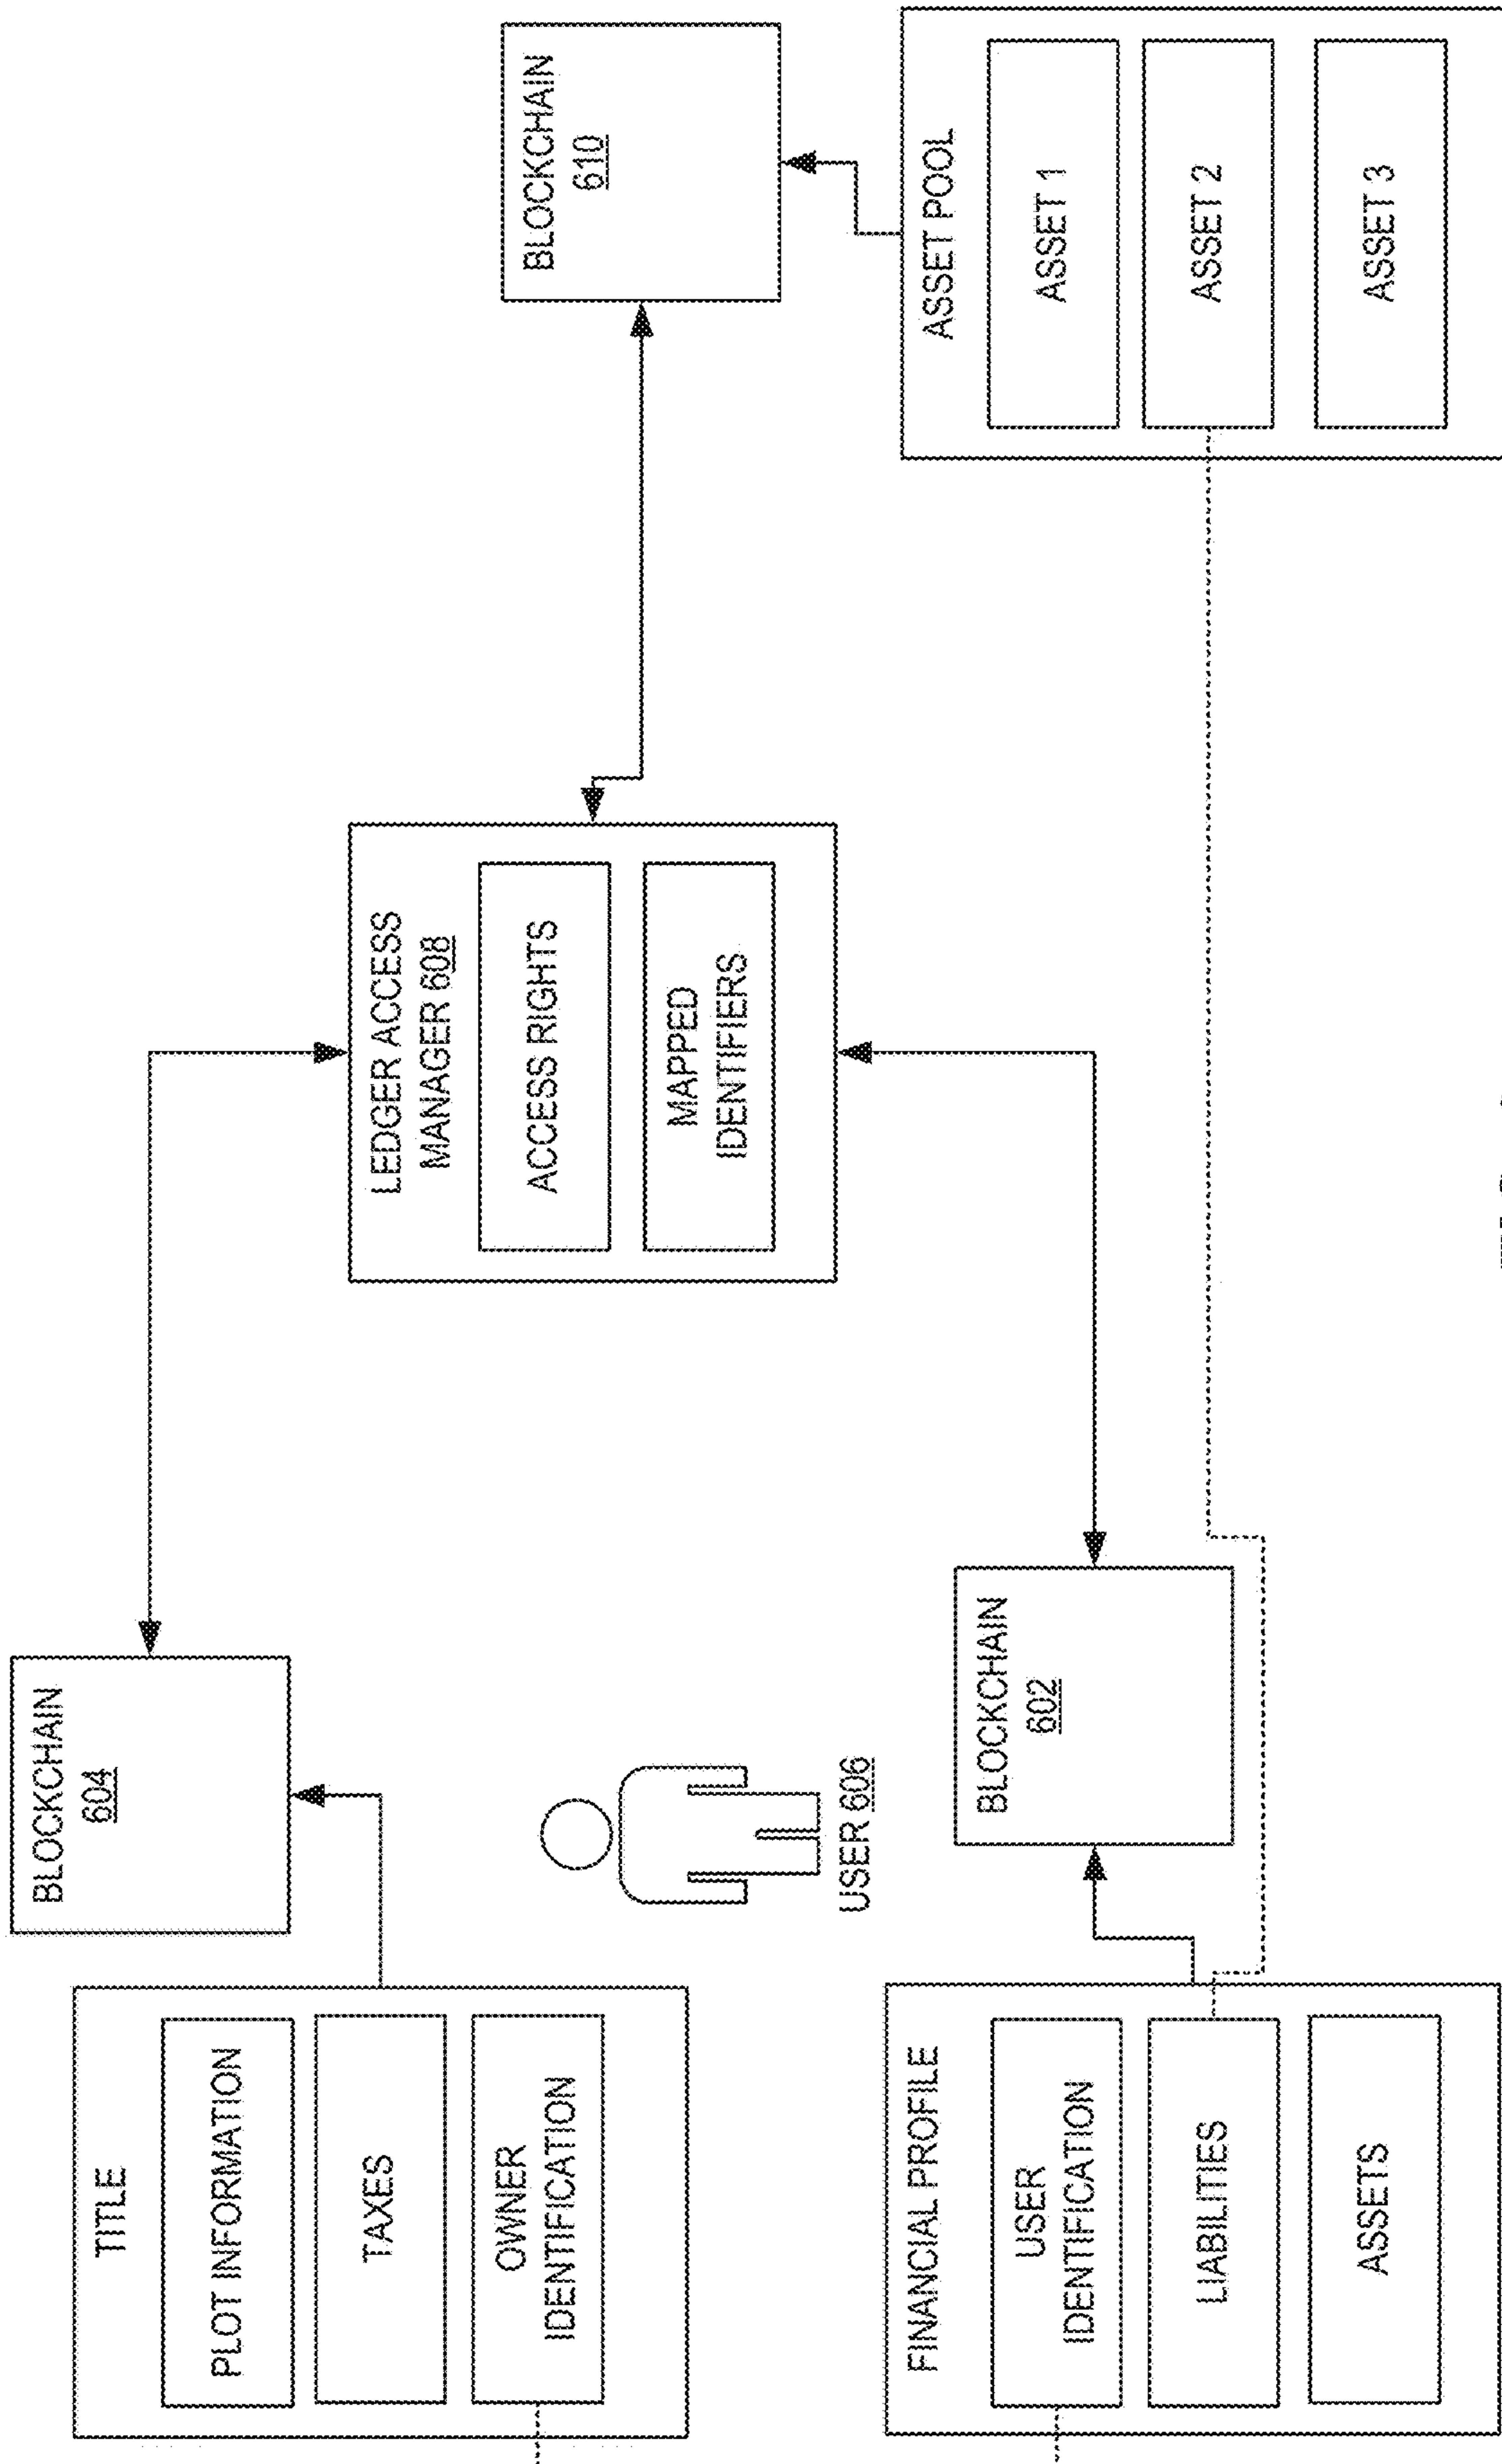 TITLE
PLOT INFORMATION
TAXES
OWNER
IDENTIFICATION
BLOCKCHAIN
604
USER 606
FINANCIAL PROFILE
USER
IDENTIFICATION
LIABILITIES
ASSETS
BLOCKCHAIN
602
LEDGER ACCESS
MANAGER 608
ACCESS RIGHTS
MAPPED
IDENTIFIERS
BLOCKCHAIN
610
ASSET POOL
ASSET 1
ASSET 2
ASSET 3